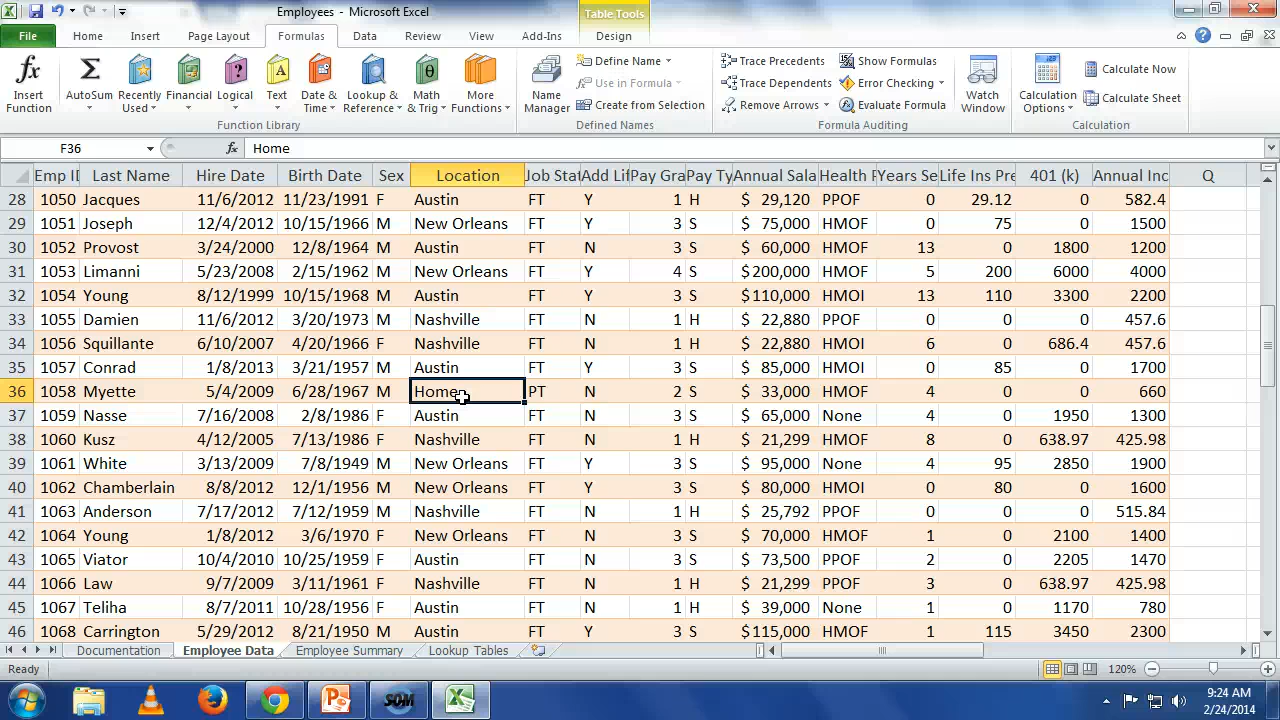 Employees - Microsoft Excel
Table Tools
File Home Insert Page Layout Formulas Data Review View Add-Ins Design
Insert Function
AutoSum
Recently Used
Financial
Logical
Text
Date & Time
Lookup & Reference
Math & Trig
More Functions
Function Library
Name Manager
Define Name
Use in Formula
Create from Selection
Defined Names
Trace Precedents
Trace Dependents
Remove Arrows
Show Formulas
Error Checking
Evaluate Formula
Formula Auditing
Watch Window
Calculation Options
Calculate Now
Calculate Sheet
Calculation
F36 fx Home
Emp ID Last Name Hire Date Birth Date Sex Location Job Stat Add Lif Pay Gra Pay Ty Annual Sala Health P Years Se Life Ins Pre 401 (k) Annual Inc Q
28 1050 Jacques 11/6/2012 11/23/1991 F Austin FT Y 1 H $ 29,120 PPOF 0 29.12 0 582.4
29 1051 Joseph 12/4/2012 10/15/1966 M New Orleans FT Y 3 S $ 75,000 HMOF 0 75 0 1500
30 1052 Provost 3/24/2000 12/8/1964 M Austin FT N 3 S $ 60,000 HMOF 13 0 1800 1200
31 1053 Limanni 5/23/2008 2/15/1962 M New Orleans FT Y 4 S $200,000 HMOF 5 200 6000 4000
32 1054 Young 8/12/1999 10/15/1968 M Austin FT Y 3 S $110,000 HMOI 13 110 3300 2200
33 1055 Damien 11/6/2012 3/20/1973 M Nashville FT N 1 H $ 22,880 PPOF 0 0 0 457.6
34 1056 Squillante 6/10/2007 4/20/1966 F Nashville FT N 1 H $ 22,880 HMOI 6 0 686.4 457.6
35 1057 Conrad 1/8/2013 3/21/1957 M Austin FT Y 3 S $ 85,000 HMOI 0 85 0 1700
36 1058 Myette 5/4/2009 6/28/1967 M Home PT N 2 S $ 33,000 HMOF 4 0 0 660
37 1059 Nasse 7/16/2008 2/8/1986 F Austin FT N 3 S $ 65,000 None 4 0 1950 1300
38 1060 Kusz 4/12/2005 7/13/1986 F Nashville FT N 1 H $ 21,299 HMOF 8 0 638.97 425.98
39 1061 White 3/13/2009 7/8/1949 M New Orleans FT Y 3 S $ 95,000 None 4 95 2850 1900
40 1062 Chamberlain 8/8/2012 12/1/1956 M New Orleans FT Y 3 S $ 80,000 HMOI 0 80 0 1600
41 1063 Anderson 7/17/2012 7/12/1959 M Nashville FT N 1 H $ 25,792 PPOF 0 0 0 515.84
42 1064 Young 1/8/2012 3/6/1970 F New Orleans FT N 3 S $ 70,000 HMOF 1 0 2100 1400
43 1065 Viator 10/4/2010 10/25/1959 F Austin FT N 3 S $ 73,500 PPOF 2 0 2205 1470
44 1066 Law 9/7/2009 3/11/1961 F Nashville FT N 1 H $ 21,299 PPOF 3 0 638.97 425.98
45 1067 Teliha 8/7/2011 10/28/1956 F Austin FT N 1 H $ 39,000 None 1 0 1170 780
46 1068 Carrington 5/29/2012 8/21/1950 M Austin FT Y 3 S $115,000 HMOF 1 115 3450 2300
Documentation Employee Data Employee Summary Lookup Tables
Ready 120%
SOM
9:24 AM
2/24/2014